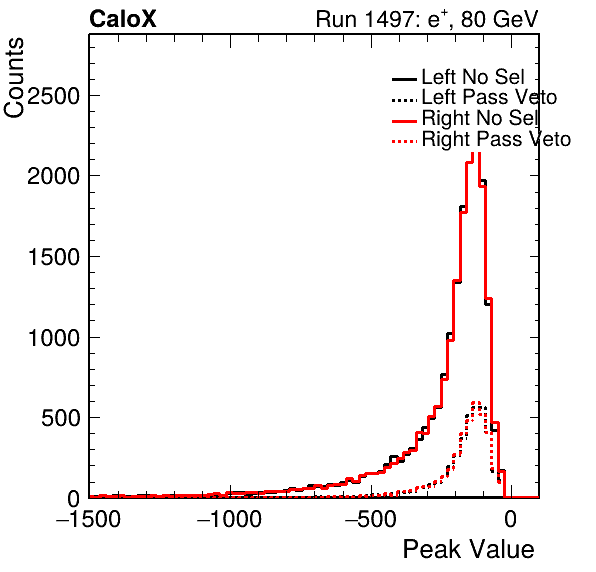 CaloX Run 1497: e⁺, 80 GeV
Counts
Left No Sel
Left Pass Veto
Right No Sel
Right Pass Veto
2500
2000
1500
1000
500
0
−1500 −1000 −500 0
Peak Value